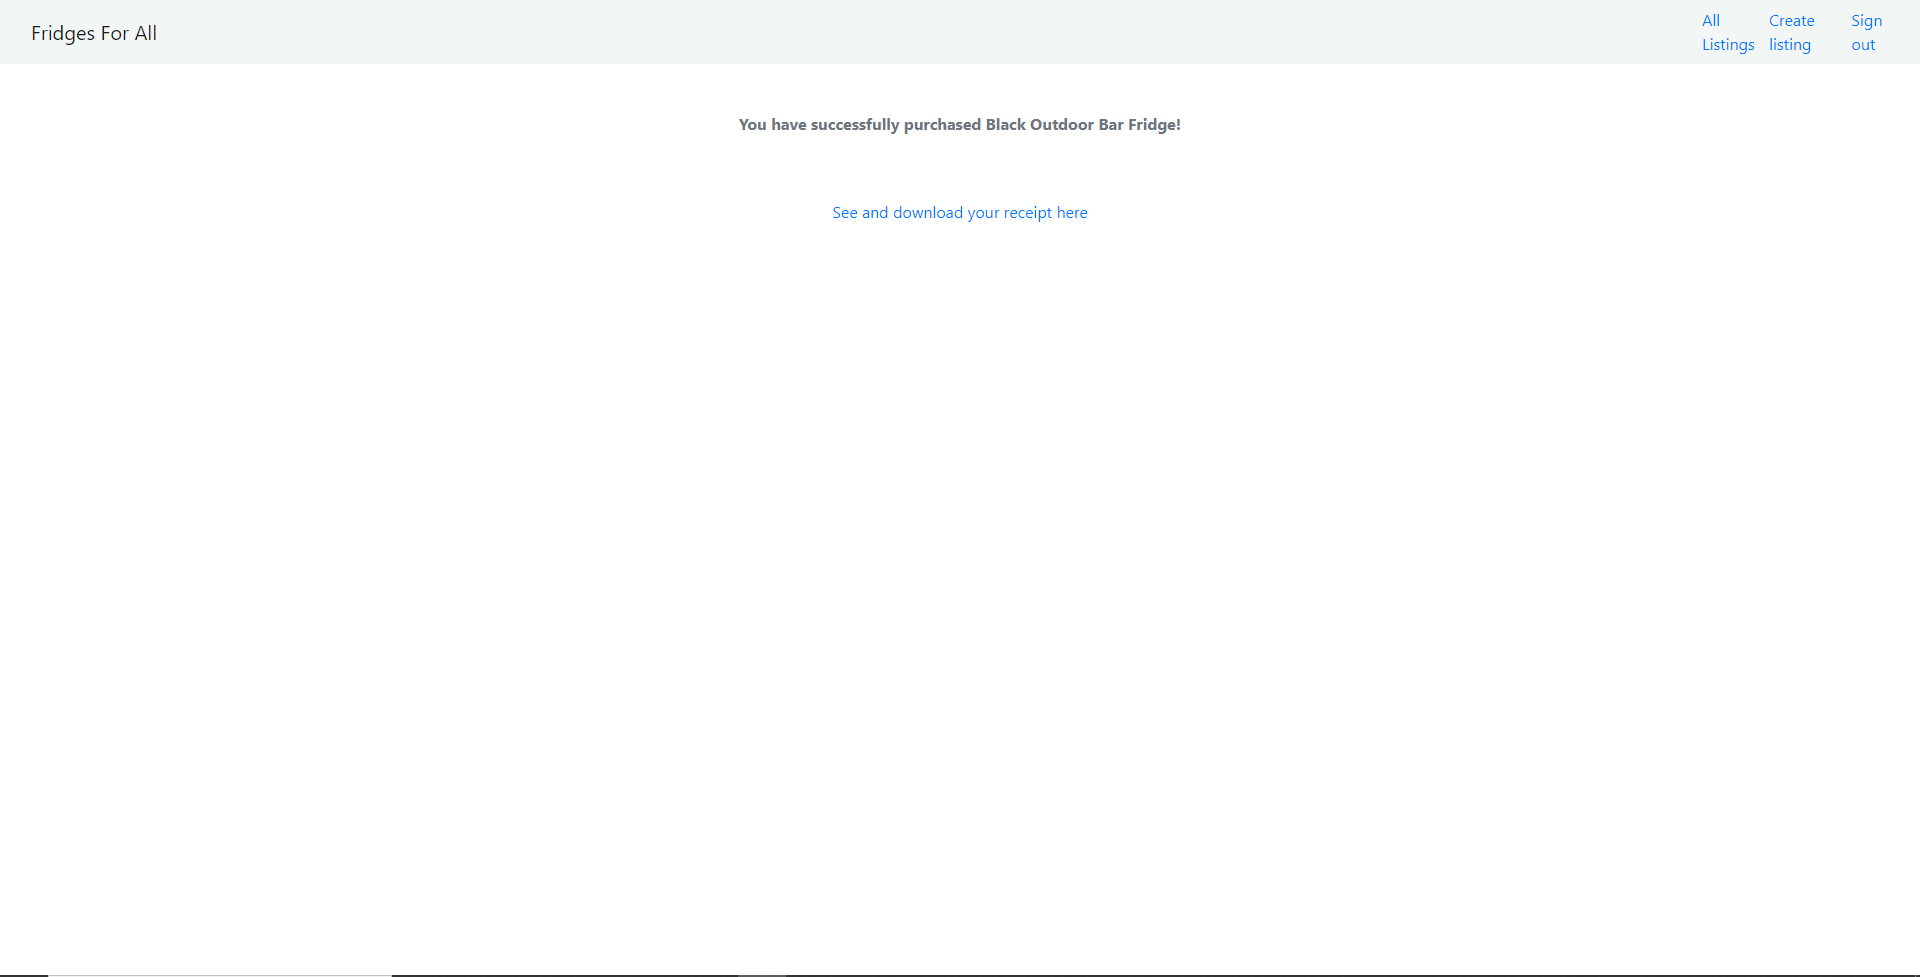 Fridges For All
All Listings
Create listing
Sign out
You have successfully purchased Black Outdoor Bar Fridge!
See and download your receipt here